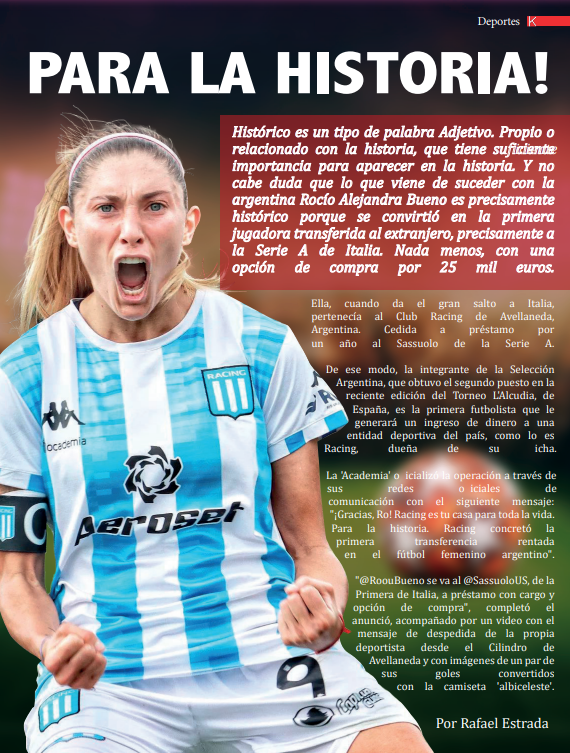 Deportes K
PARA LA HISTORIA!
Histórico es un tipo de palabra Adjetivo. Propio o
relacionado con la historia, que tiene suficiente
importancia para aparecer en la historia. Y no
cabe duda que lo que viene de suceder con la
argentina Rocío Alejandra Bueno es precisamente
histórico porque se convirtió en la primera
jugadora transferida al extranjero, precisamente a
la Serie A de Italia. Nada menos, con una
opción de compra por 25 mil euros.
Ella, cuando da el gran salto a Italia,
pertenecía al Club Racing de Avellaneda,
Argentina. Cedida a préstamo por
un año al Sassuolo de la Serie A.
De ese modo, la integrante de la Selección
Argentina, que obtuvo el segundo puesto en la
reciente edición del Torneo L'Alcudia, de
España, es la primera futbolista que le
generará un ingreso de dinero a una
entidad deportiva del país, como lo es
Racing, dueña de su icha.
La 'Academia' o icializó la operación a través de
sus redes o iciales de
comunicación con el siguiente mensaje:
"¡Gracias, Ro! Racing es tu casa para toda la vida.
Para la historia. Racing concretó la
primera transferencia rentada
en el fútbol femenino argentino".
"@RoouBueno se va al @SassuoloUS, de la
Primera de Italia, a préstamo con cargo y
opción de compra", completó el
anunció, acompañado por un video con el
mensaje de despedida de la propia
deportista desde el Cilindro de
Avellaneda y con imágenes de un par de
sus goles convertidos
con la camiseta 'albiceleste'.
Por Rafael Estrada
RACING
locademia
Aeroset
C
9